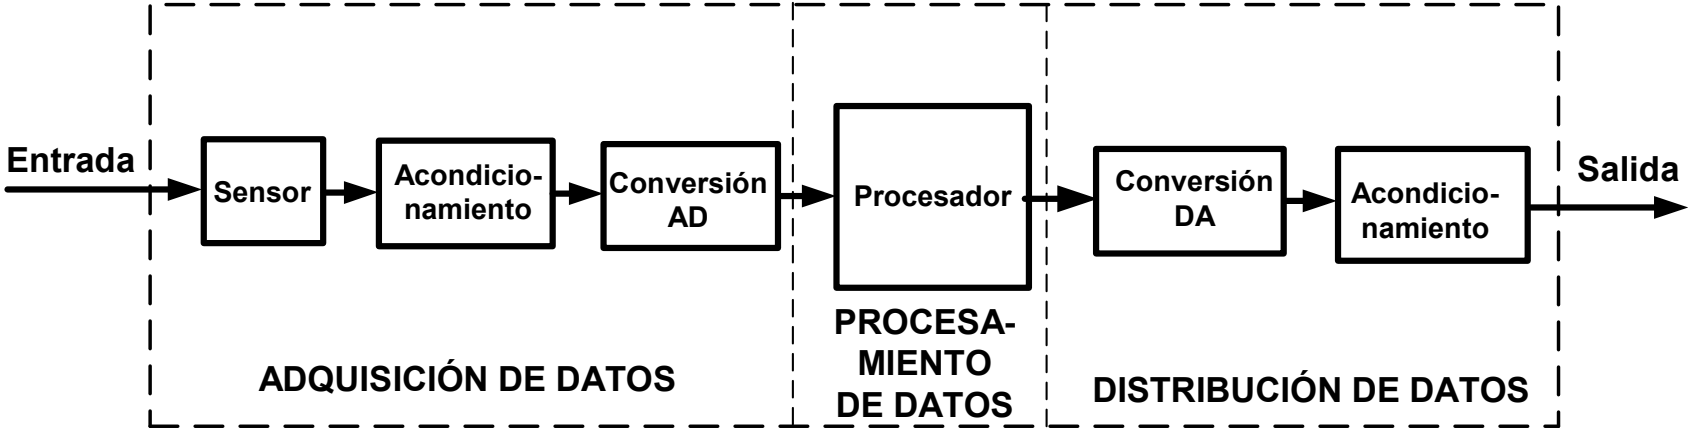 Entrada
Sensor
Acondicio-
namiento
Conversión
AD
Procesador
Conversión
DA
Acondicio-
namiento
Salida
ADQUISICIÓN DE DATOS
PROCESA-
MIENTO
DE DATOS
DISTRIBUCIÓN DE DATOS